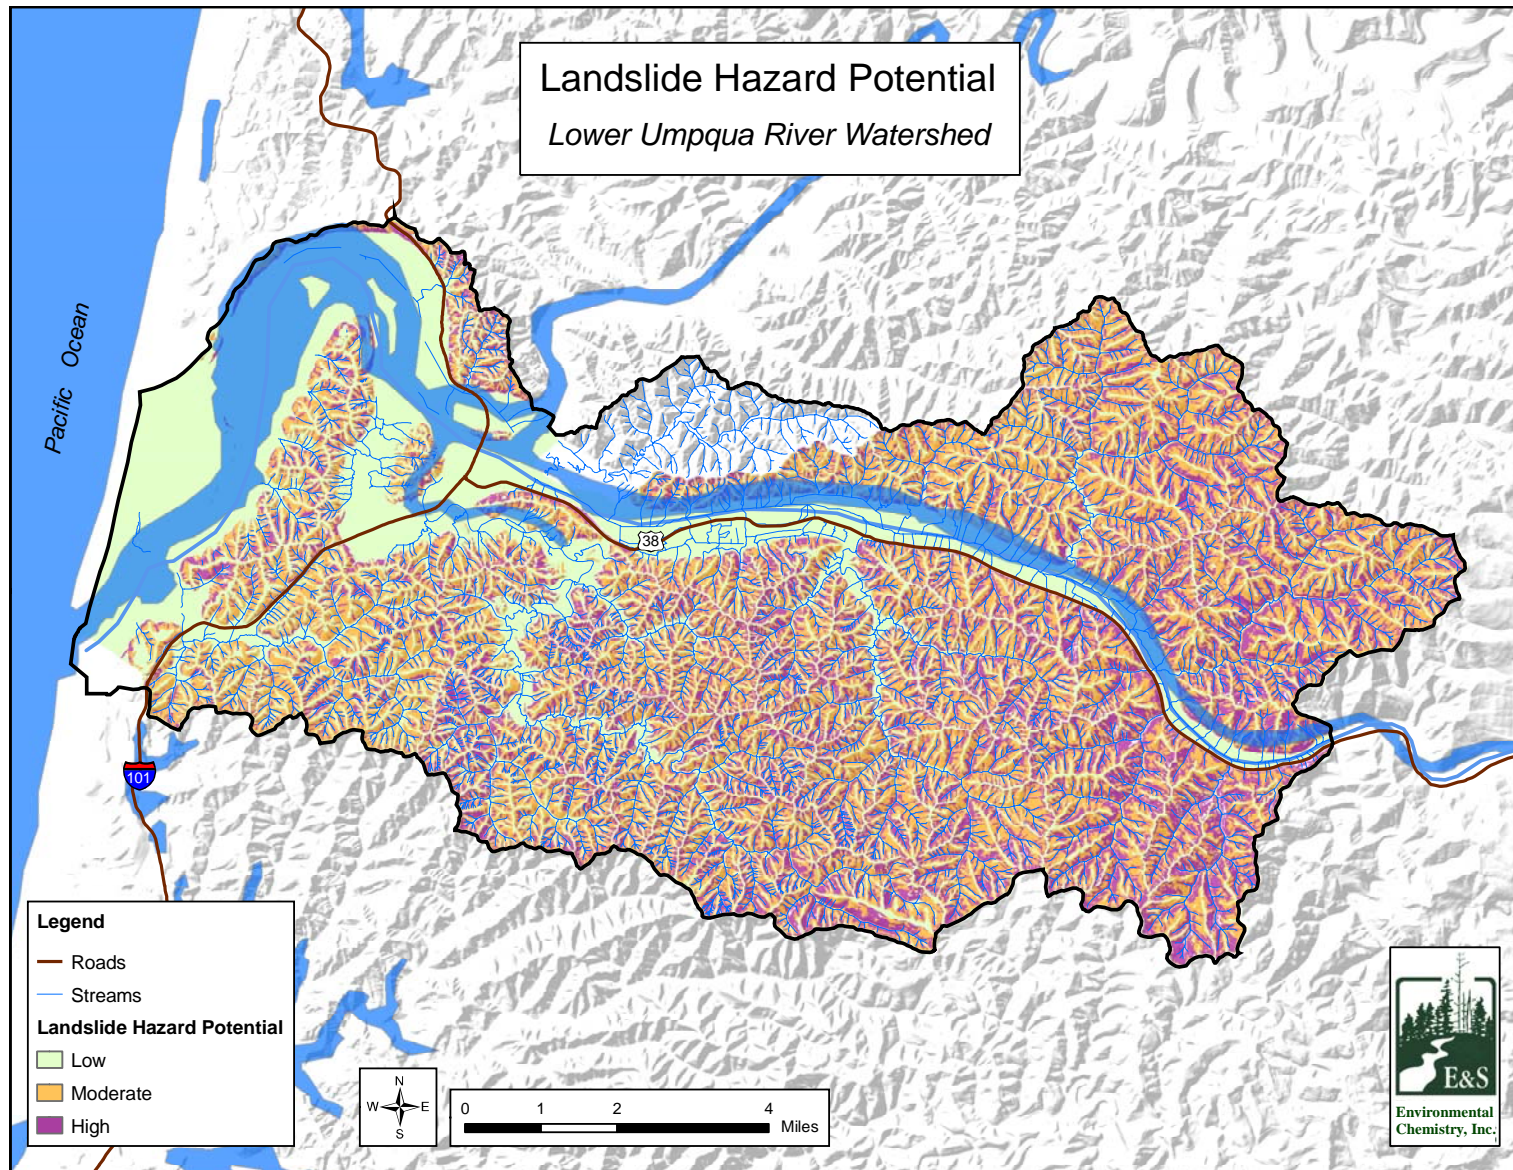 Landslide Hazard Potential
Lower Umpqua River Watershed
Pacific Ocean
38
101
Legend
Roads
Streams
Landslide Hazard Potential
Low
Moderate
High
N
W E
S
0 1 2 4
Miles
E&S
Environmental
Chemistry, Inc.